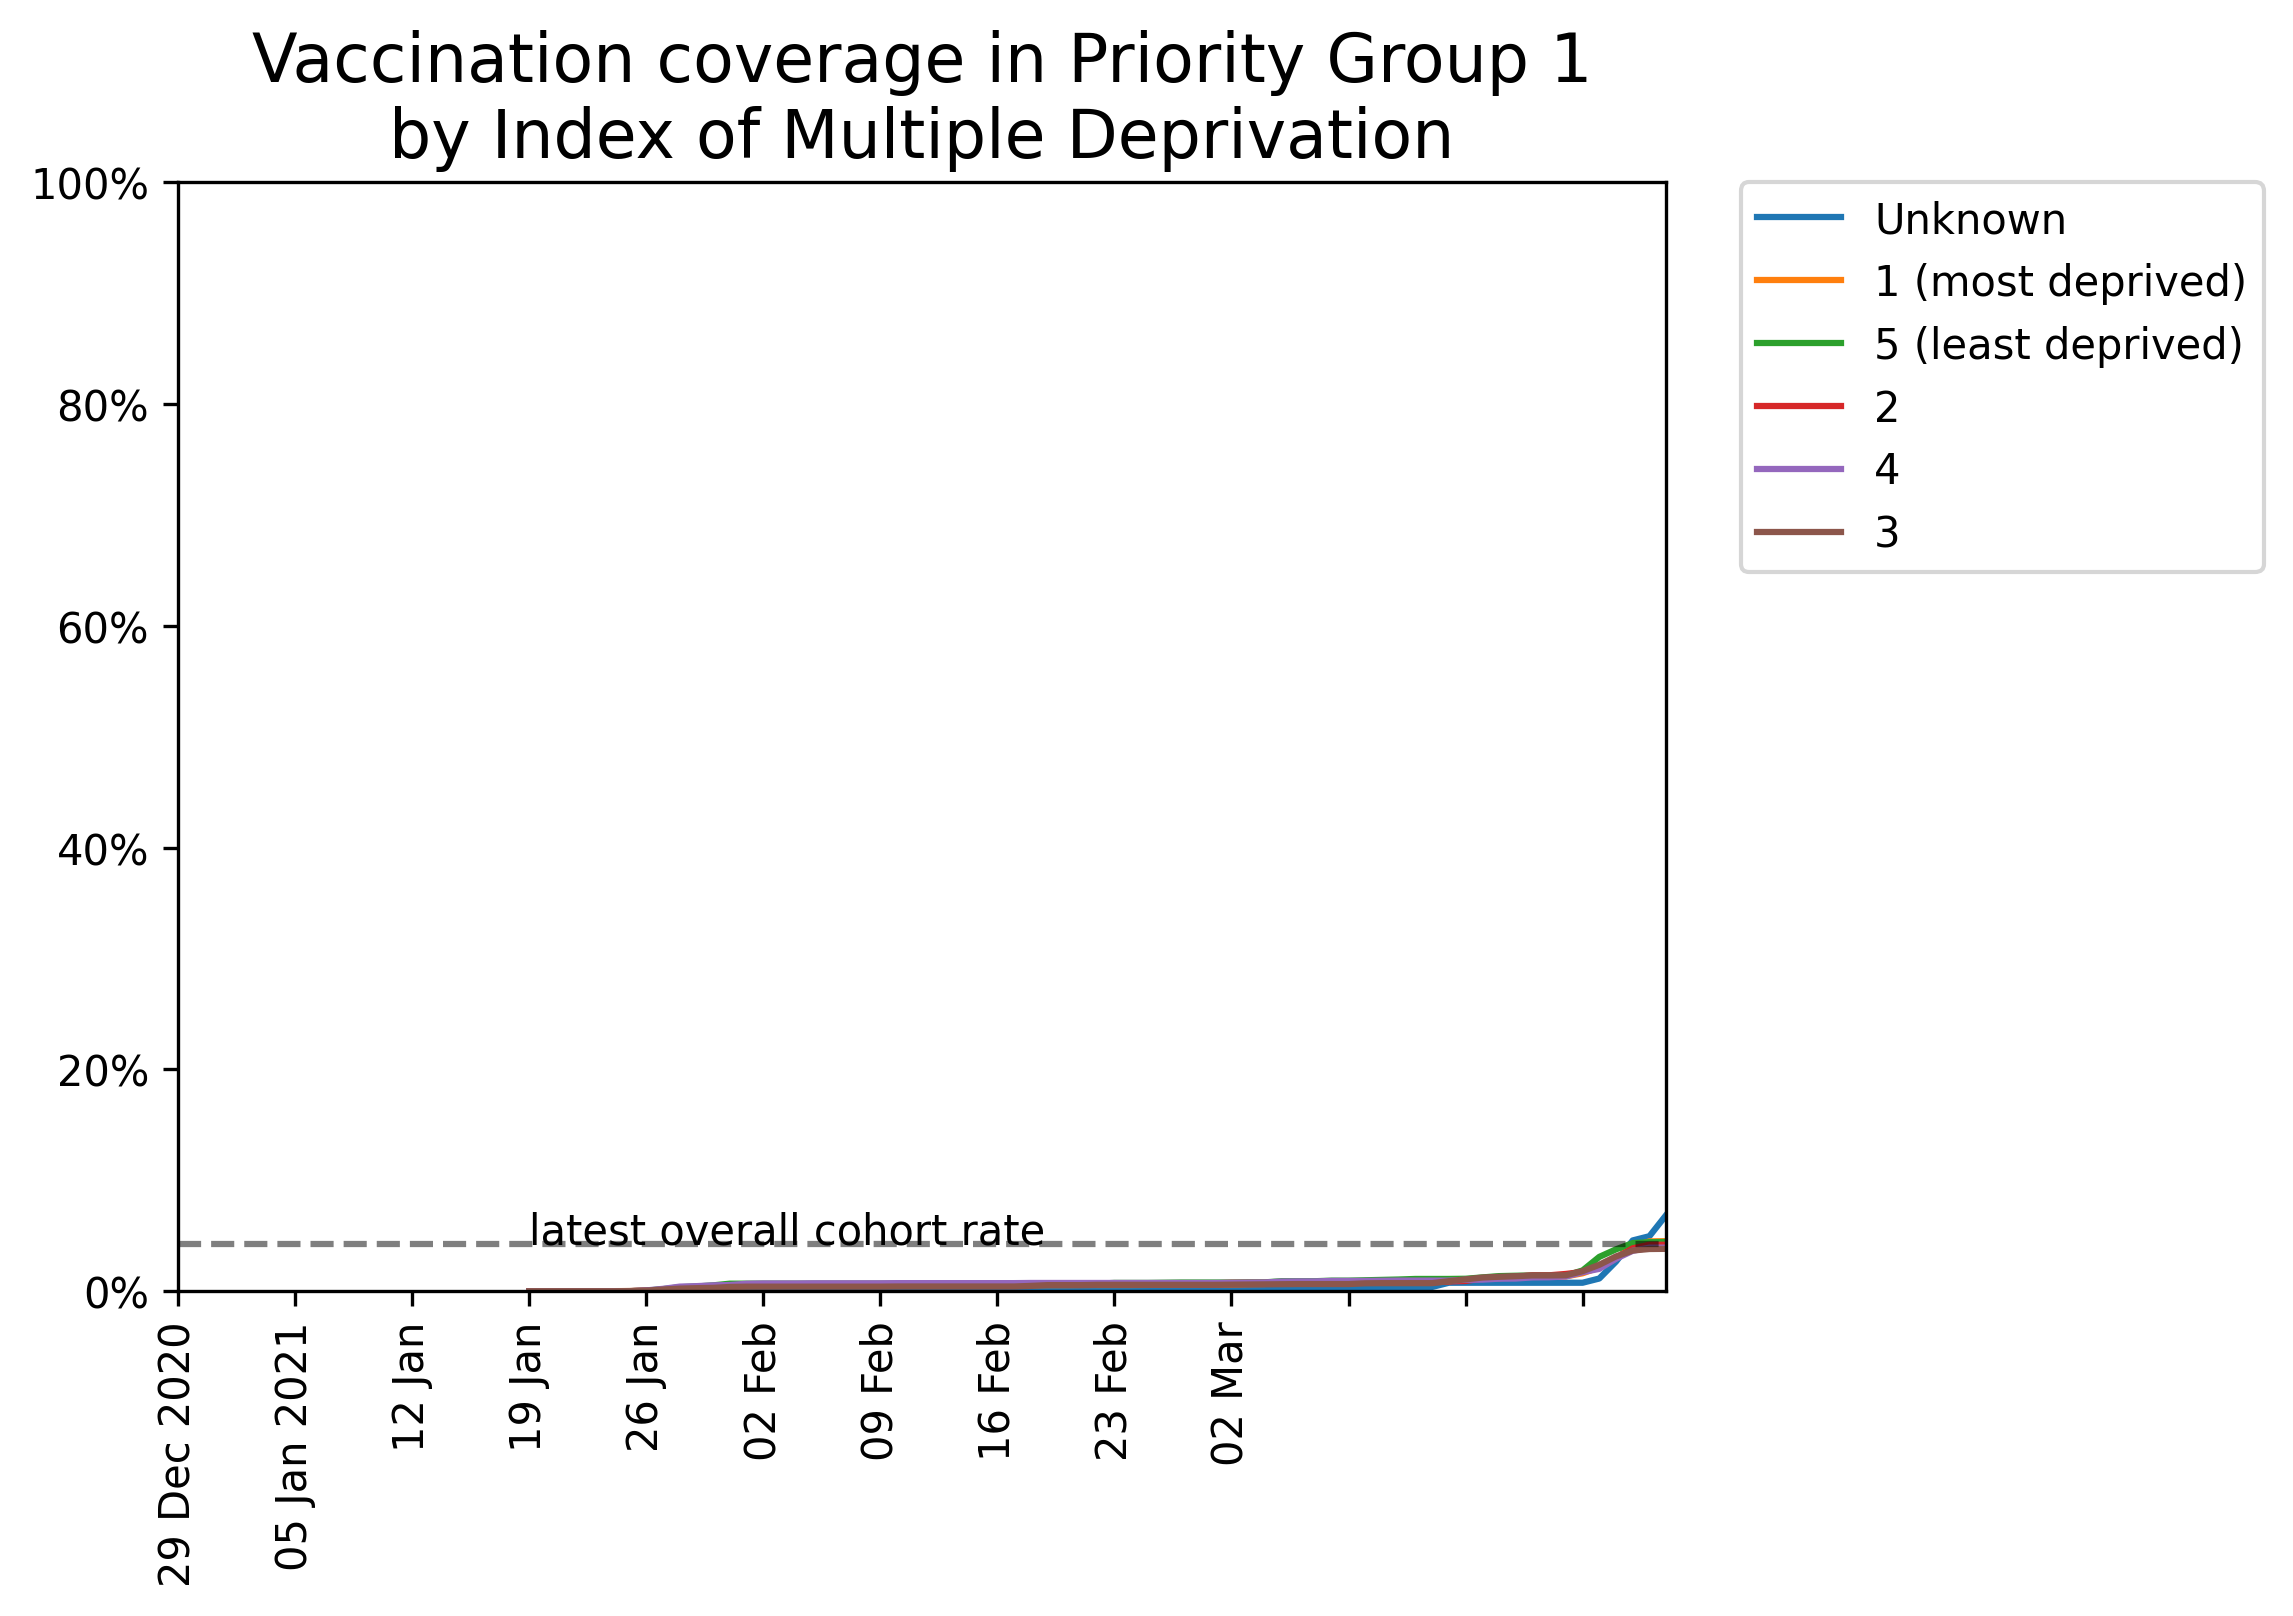 Vaccination coverage in Priority Group 1
by Index of Multiple Deprivation
100%
80%
60%
40%
20%
0%
latest overall cohort rate
29 Dec 2020
05 Jan 2021
12 Jan
19 Jan
26 Jan
02 Feb
09 Feb
16 Feb
23 Feb
02 Mar
Unknown
1 (most deprived)
5 (least deprived)
2
4
3